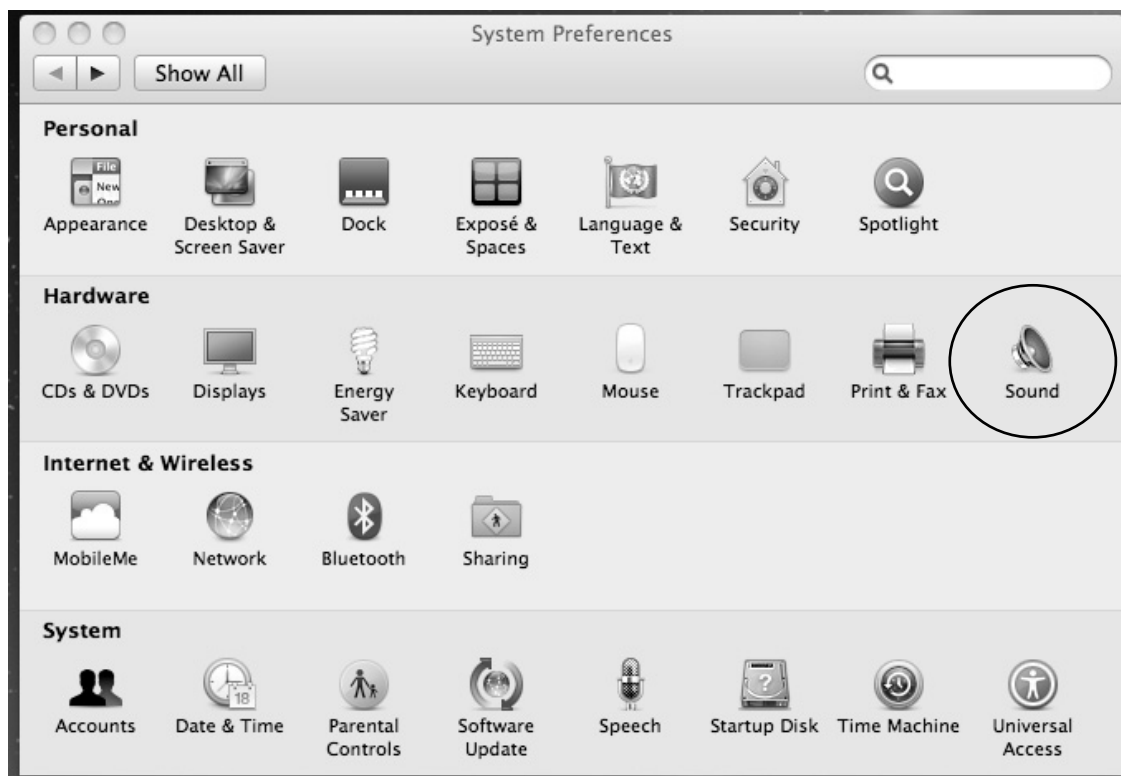 System Preferences
Show All
Personal
File
New
One
Appearance
Desktop &
Screen Saver
Dock
Exposé &
Spaces
Language &
Text
Security
Spotlight
Hardware
CDs & DVDs
Displays
Energy
Saver
Keyboard
Mouse
Trackpad
Print & Fax
Sound
Internet & Wireless
MobileMe
Network
Bluetooth
Sharing
System
Accounts
18
Date & Time
Parental
Controls
Software
Update
Speech
?
Startup Disk
Time Machine
Universal
Access